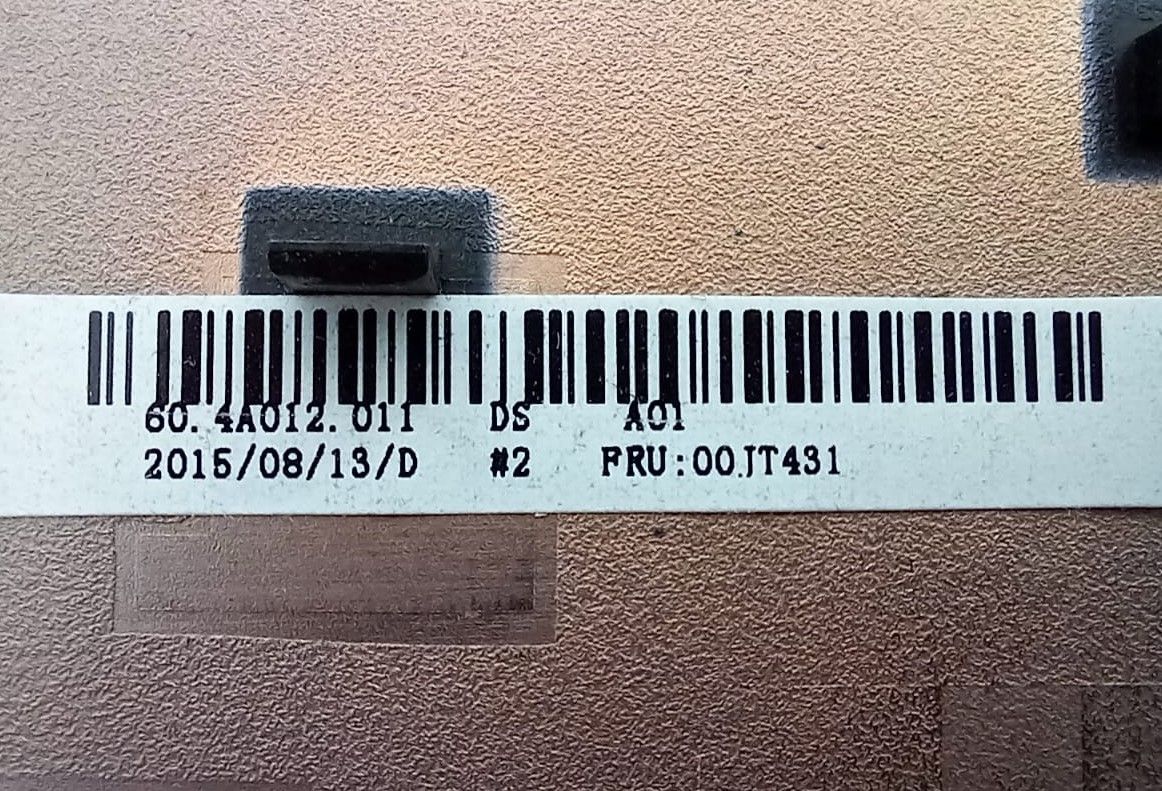 60.4A012.011 DS A01
2015/08/13/D #2 FRU:00JT431